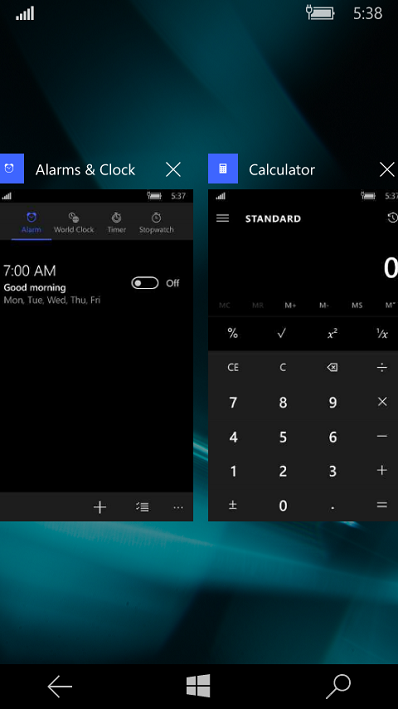 5:38
Alarms & Clock
Calculator
5:37
5:37
Alarm World Clock Timer Stopwatch
STANDARD
0
7:00 AM
Good morning
Off
Mon, Tue, Wed, Thu, Fri
MC MR M+ M- MS
% √ x² ¹/x
CE C ÷
7 8 9 ×
4 5 6 −
1 2 3 +
± 0 . =